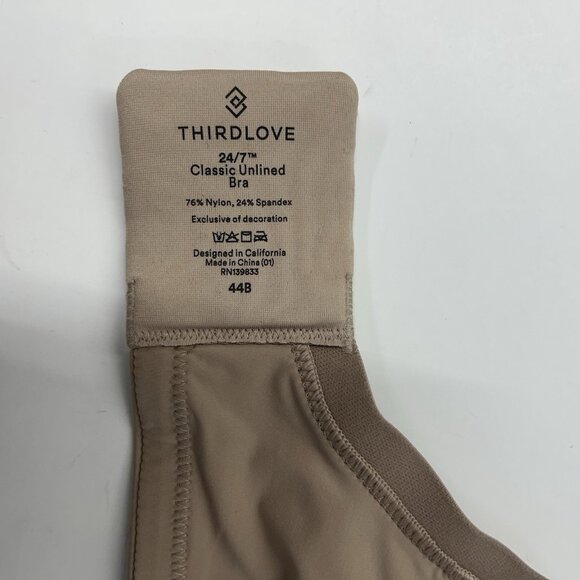 THIRDLOVE
24/7™
Classic Unlined
Bra
76% Nylon, 24% Spandex
Exclusive of decoration
Designed in California
Made in China (01)
RN139833
44B